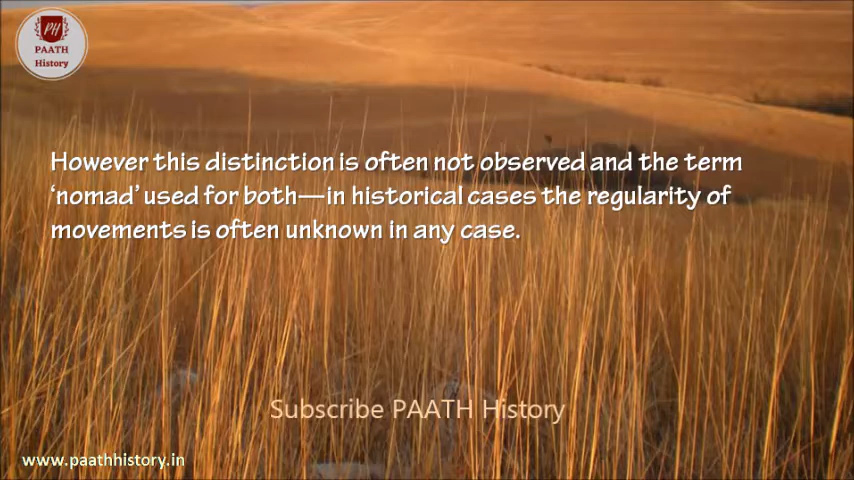 PH
PAATH
History
However this distinction is often not observed and the term
‘nomad’ used for both—in historical cases the regularity of
movements is often unknown in any case.
Subscribe PAATH History
www.paathhistory.in